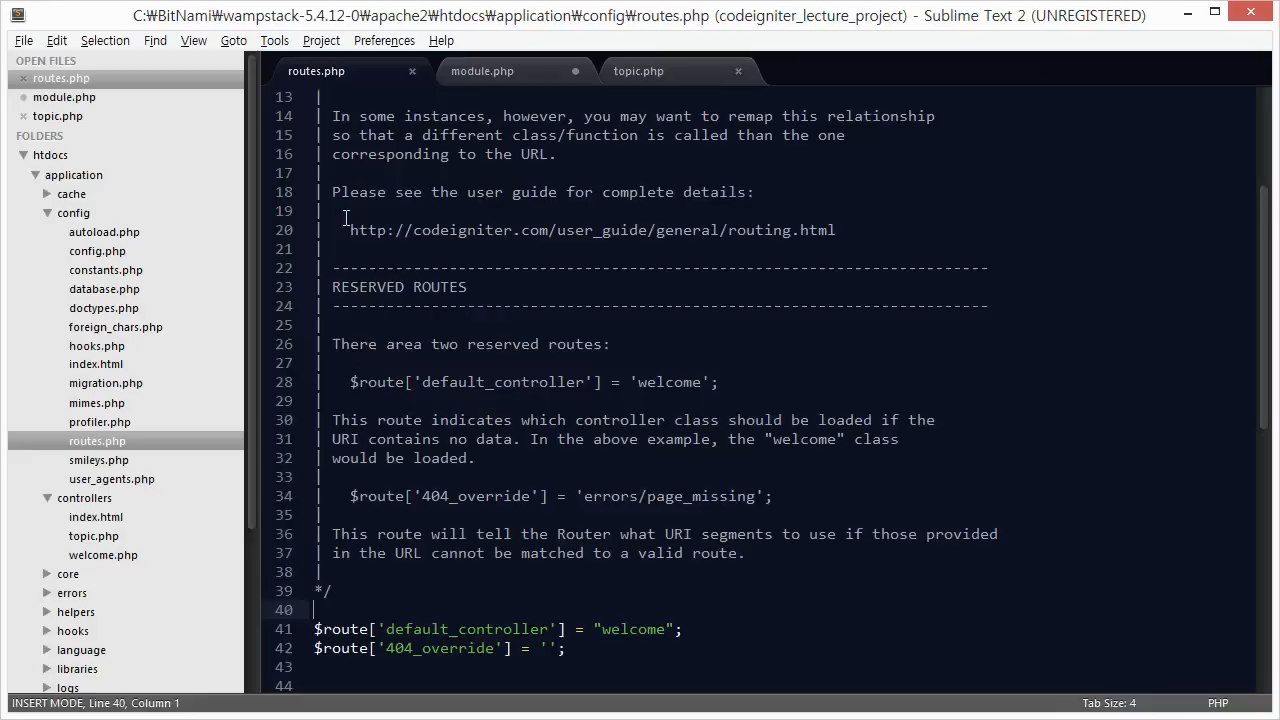 C:₩BitNami₩wampstack-5.4.12-0₩apache2₩htdocs₩application₩config₩routes.php (codeigniter_lecture_project) - Sublime Text 2 (UNREGISTERED)
File Edit Selection Find View Goto Tools Project Preferences Help
OPEN FILES
routes.php
module.php
topic.php
FOLDERS
htdocs
application
cache
config
autoload.php
config.php
constants.php
database.php
doctypes.php
foreign_chars.php
hooks.php
index.html
migration.php
mimes.php
profiler.php
routes.php
smileys.php
user_agents.php
controllers
index.html
topic.php
welcome.php
core
errors
helpers
hooks
language
libraries
logs
routes.php module.php topic.php
13 |
14 | In some instances, however, you may want to remap this relationship
15 | so that a different class/function is called than the one
16 | corresponding to the URL.
17 |
18 | Please see the user guide for complete details:
19 |
20 | http://codeigniter.com/user_guide/general/routing.html
21 |
22 | -------------------------------------------------------------------------
23 | RESERVED ROUTES
24 | -------------------------------------------------------------------------
25 |
26 | There area two reserved routes:
27 |
28 | $route['default_controller'] = 'welcome';
29 |
30 | This route indicates which controller class should be loaded if the
31 | URI contains no data. In the above example, the "welcome" class
32 | would be loaded.
33 |
34 | $route['404_override'] = 'errors/page_missing';
35 |
36 | This route will tell the Router what URI segments to use if those provided
37 | in the URL cannot be matched to a valid route.
38 |
39 */
40
41 $route['default_controller'] = "welcome";
42 $route['404_override'] = '';
43
44
INSERT MODE, Line 40, Column 1 Tab Size: 4 PHP